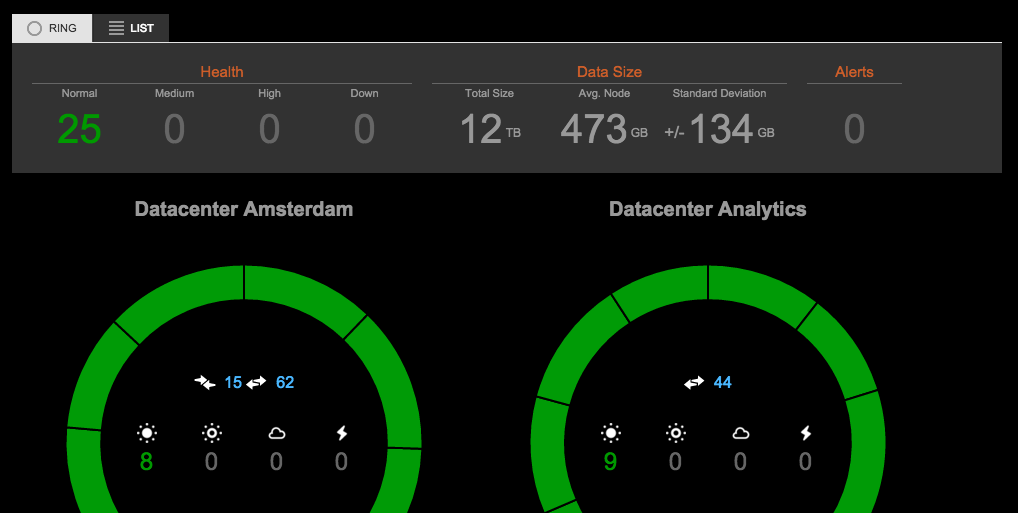 RING LIST
Health Data Size Alerts
Normal Medium High Down Total Size Avg. Node Standard Deviation
25 0 0 0 12 TB 473 GB +/- 134 GB 0
Datacenter Amsterdam Datacenter Analytics
15 62 44
8 0 0 0 9 0 0 0